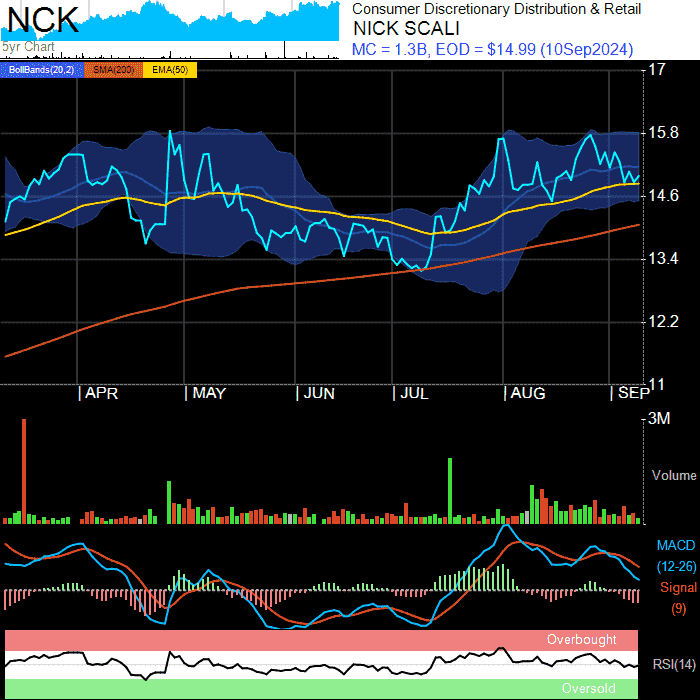 NCK
5yr Chart
Consumer Discretionary Distribution & Retail
NICK SCALI
MC = 1.3B, EOD = $14.99 (10Sep2024)
BollBands(20,2) SMA(200) EMA(50)
17
15.8
14.6
13.4
12.2
11
| APR | MAY | JUN | JUL | AUG | SEP
3M
Volume
MACD
(12-26)
Signal
(9)
Overbought
RSI(14)
Oversold